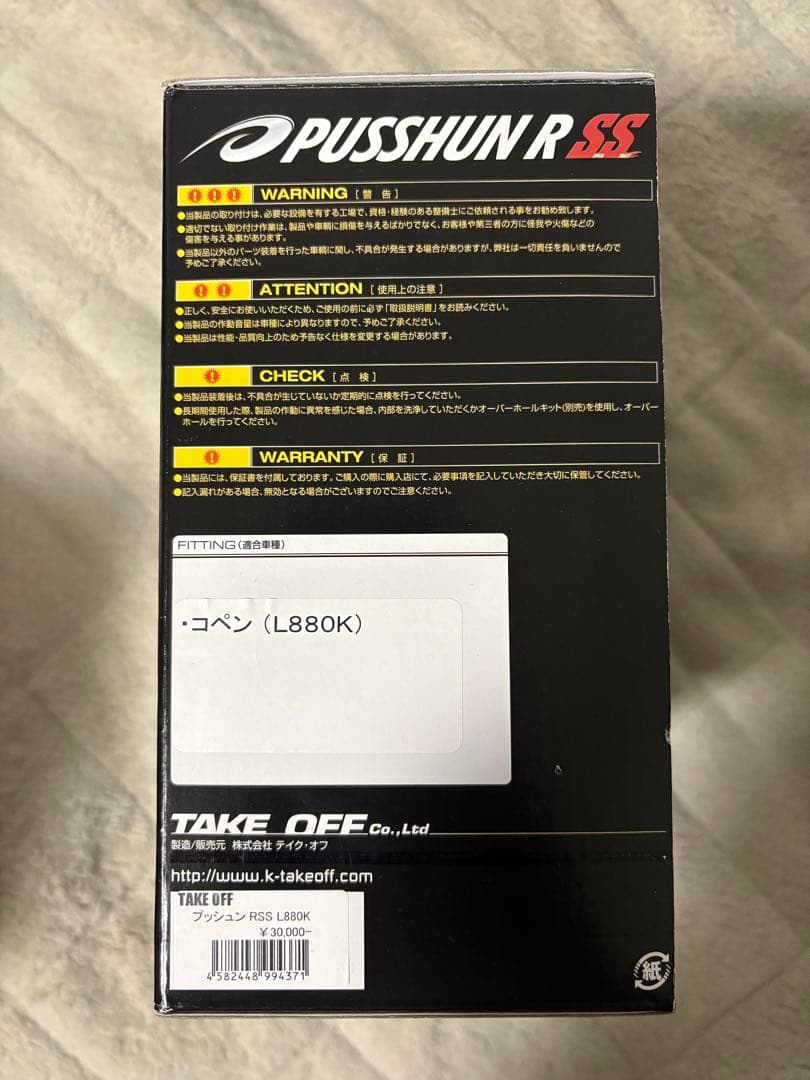 PUSSHUN R SS
WARNING [警 告]
●当製品の取り付けは、必要な設備を有する工場で、資格・経験のある整備士にご依頼される事をお勧め致します。
●適切でない取り付け作業は、製品や車輌に損傷を与えるばかりでなく、お客様や第三者の方に怪我や火傷などの
傷害を与える事があります。
●当製品以外のパーツ装着を行った車輌に関し、不具合が発生する場合がありますが、弊社は一切責任を負いませんので
予めご了承ください。
ATTENTION [使用上の注意]
●正しく、安全にお使いいただくため、ご使用の前に必ず「取扱説明書」をお読みください。
●当製品の作動音量は車種により異なりますので、予めご了承ください。
●当製品は性能・品質向上のため予告なく仕様を変更する場合があります。
CHECK [点 検]
●当製品装着後は、不具合が生じていないか定期的に点検を行ってください。
●長期間使用した際、製品の作動に異常を感じた場合、内部を洗浄していただくかオーバーホールキット(別売)を使用し、オーバー
ホールを行ってください。
WARRANTY [保 証]
●当製品には、保証書を付属しております。ご購入の際に購入店にて、必要事項を記入していただき大切に保管してください。
●記入漏れがある場合、無効となる場合がございますのでご注意ください。
FITTING(適合車種)
・コペン(L880K)
TAKE OFF Co.,Ltd
製造/販売元 株式会社 テイク・オフ
http://www.k-takeoff.com
TAKE OFF
プッシュン RSS L880K
￥30,000-
4582448994371
紙